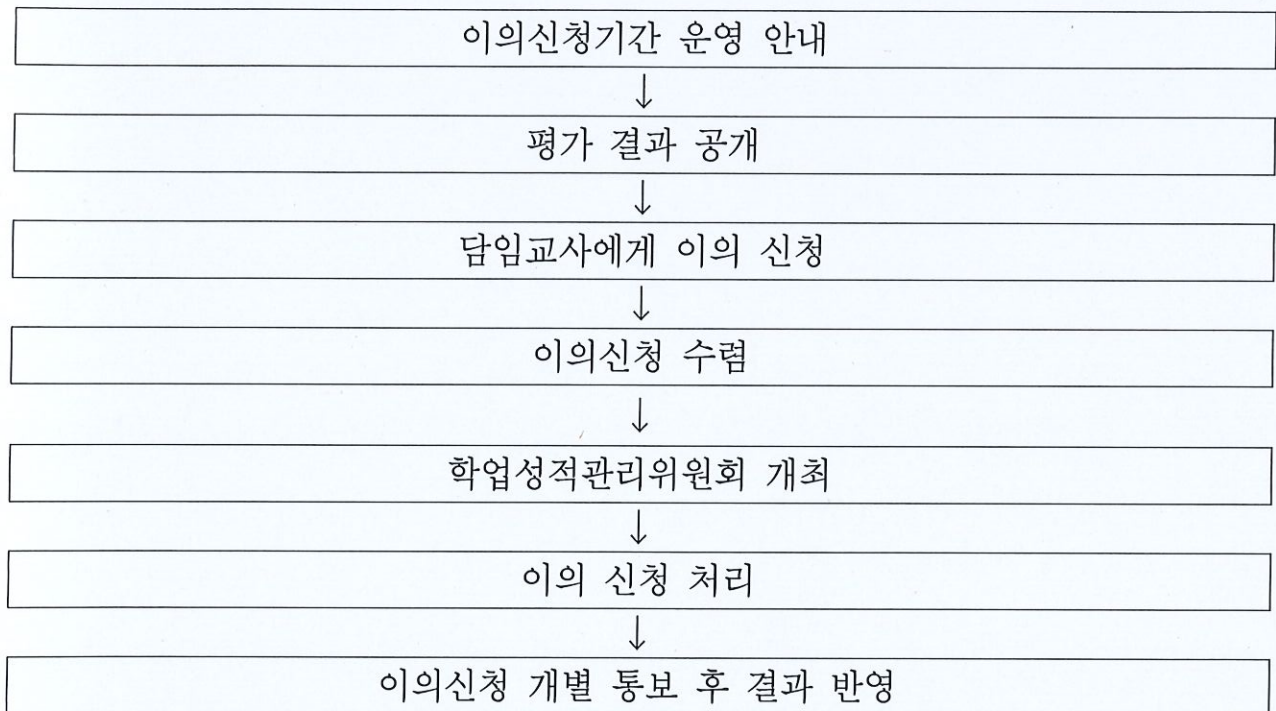 이의신청기간 운영 안내
↓
평가 결과 공개
↓
담임교사에게 이의 신청
↓
이의신청 수렴
↓
학업성적관리위원회 개최
↓
이의 신청 처리
↓
이의신청 개별 통보 후 결과 반영